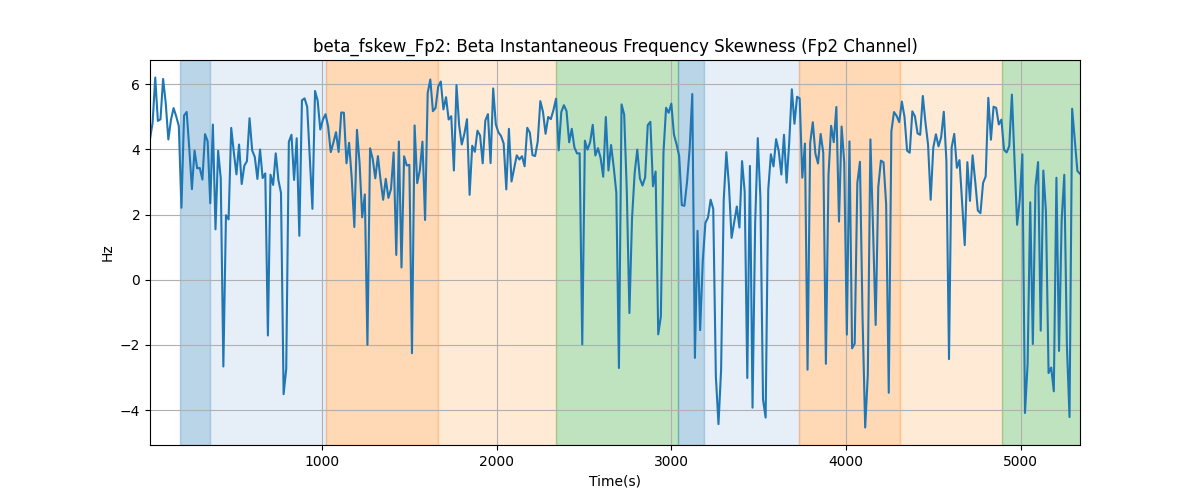 beta_fskew_Fp2: Beta Instantaneous Frequency Skewness (Fp2 Channel)
6
4
2
0
−2
−4
Hz
1000 2000 3000 4000 5000
Time(s)